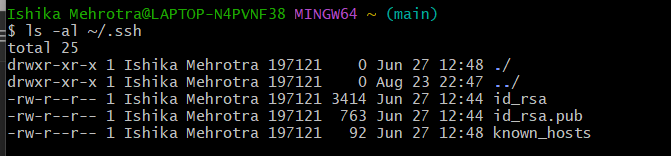 Ishika Mehrotra@LAPTOP-N4PVNF38 MINGW64 ~ (main)
$ ls -al ~/.ssh
total 25
drwxr-xr-x 1 Ishika Mehrotra 197121    0 Jun 27 12:48 ./
drwxr-xr-x 1 Ishika Mehrotra 197121    0 Aug 23 22:47 ../
-rw-r--r-- 1 Ishika Mehrotra 197121 3414 Jun 27 12:44 id_rsa
-rw-r--r-- 1 Ishika Mehrotra 197121  763 Jun 27 12:44 id_rsa.pub
-rw-r--r-- 1 Ishika Mehrotra 197121   92 Jun 27 12:48 known_hosts